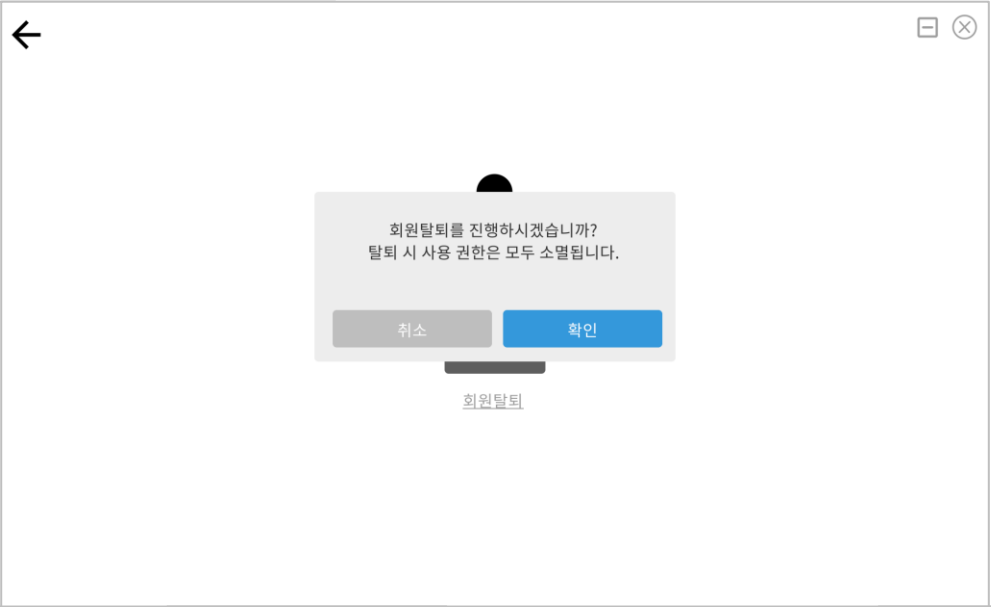 회원탈퇴를 진행하시겠습니까?
탈퇴 시 사용 권한은 모두 소멸됩니다.
취소
확인
회원탈퇴